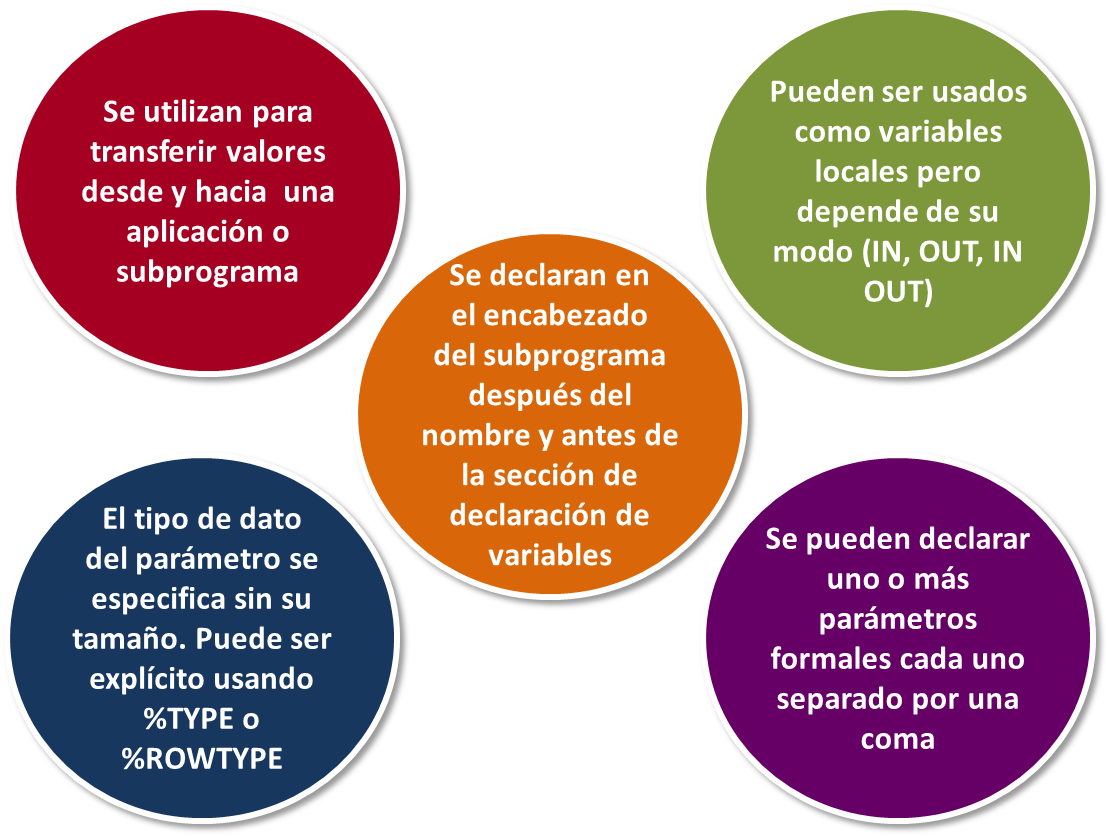 Se utilizan para
transferir valores
desde y hacia  una
aplicación o
subprograma
Pueden ser usados
como variables
locales pero
depende de su
modo (IN, OUT, IN
OUT)
Se declaran en
el encabezado
del subprograma
después del
nombre y antes de
la sección de
declaración de
variables
El tipo de dato
del parámetro se
especifica sin su
tamaño. Puede ser
explícito usando
%TYPE o
%ROWTYPE
Se pueden declarar
uno o más
parámetros
formales cada uno
separado por una
coma